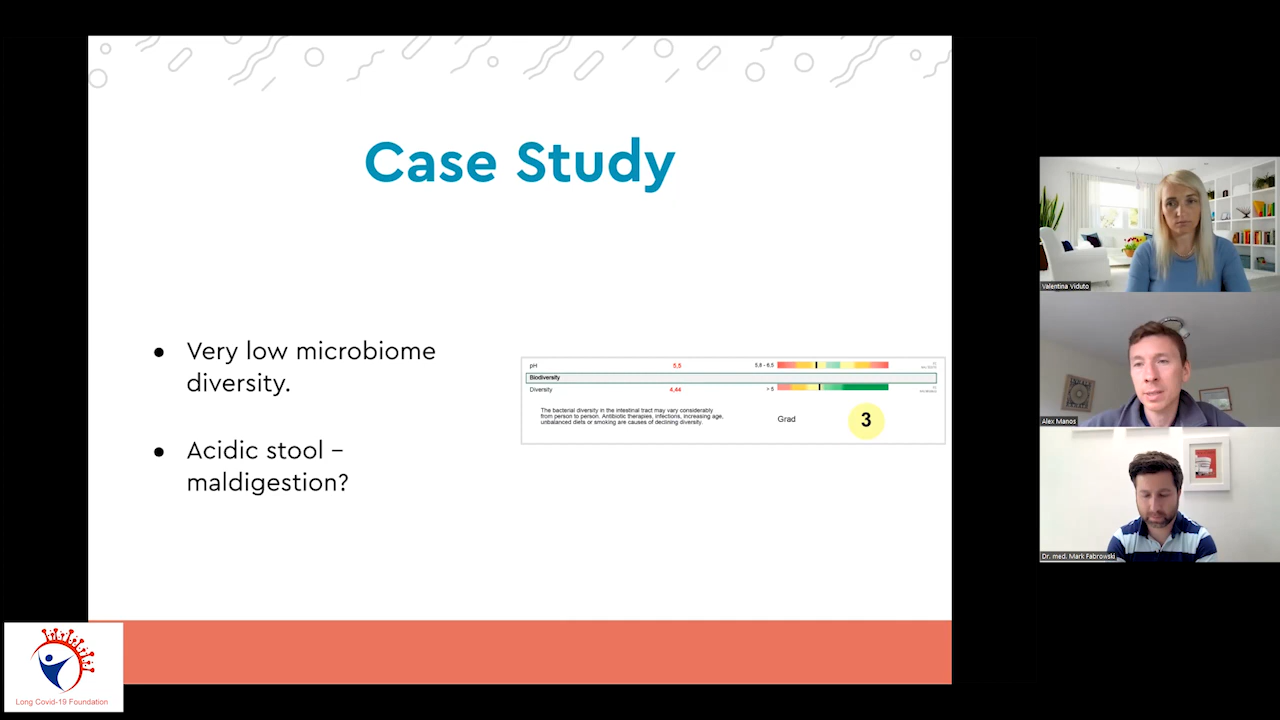 Case Study
● Very low microbiome
diversity.
● Acidic stool –
maldigestion?
pH 5,5 5,8 - 6,5
Biodiversity
Diversity 4,44 > 5
The bacterial diversity in the intestinal tract may vary considerably
from person to person. Antibiotic therapies, infections, increasing age,
unbalanced diets or smoking are causes of declining diversity.
Grad 3
Valentina Viduto
Alex Manos
Dr. med. Mark Fabrowski
Long Covid-19 Foundation